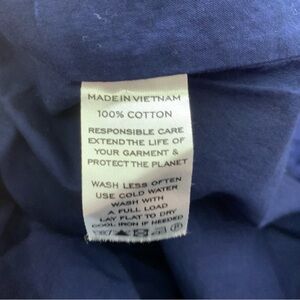 MADE IN VIETNAM
100% COTTON
RESPONSIBLE CARE
EXTEND THE LIFE OF
YOUR GARMENT &
PROTECT THE PLANET
WASH LESS OFTEN
USE COLD WATER
WASH WITH
A FULL LOAD
LAY FLAT TO DRY
COOL IRON IF NEEDED